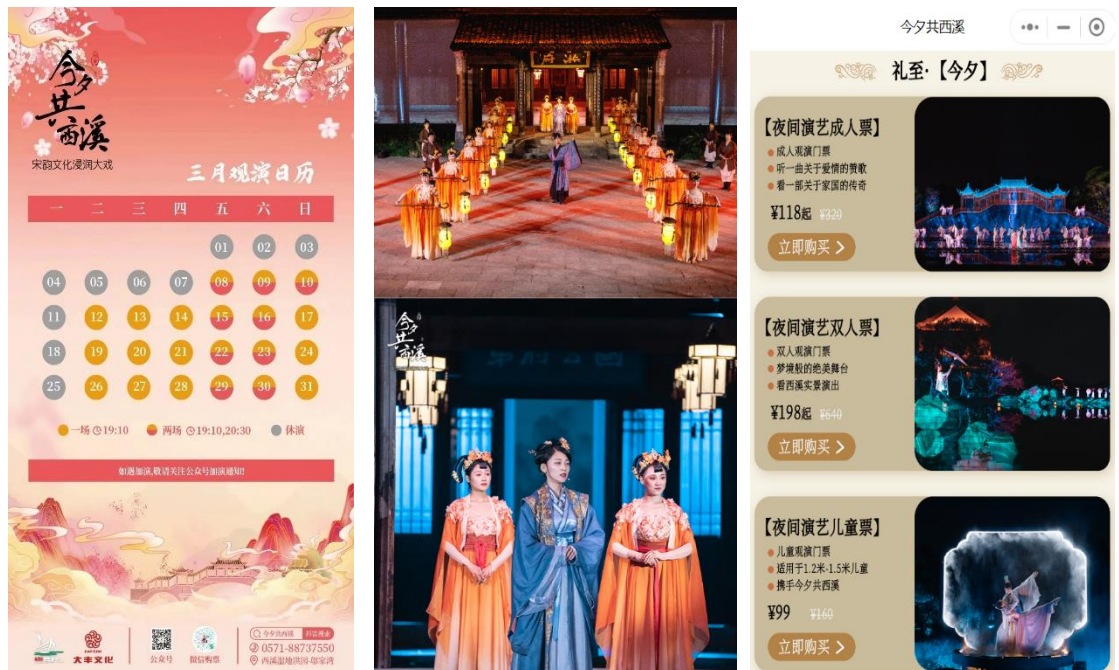 今夕共西溪
宋韵文化浸润大戏
三月观演日历
一 二 三 四 五 六 日
01 02 03
04 05 06 07 08 09 10
11 12 13 14 15 16 17
18 19 20 21 22 23 24
25 26 27 28 29 30 31
一场 19:10 两场 19:10,20:30 休演
如遇加演,敬请关注公众号加演通知!
大丰文化
公众号
微信购票
今夕共西溪
0571-88737550
西溪湿地洪园·邬家湾
今夕共西溪
今夕共西溪
礼至·【今夕】
【夜间演艺成人票】
成人观演门票
听一曲关于爱情的赞歌
看一部关于家国的传奇
¥118起 ¥320
立即购买 >
【夜间演艺双人票】
双人观演门票
梦境般的绝美舞台
看西溪实景演出
¥198起 ¥640
立即购买 >
【夜间演艺儿童票】
儿童观演门票
适用于1.2米-1.5米儿童
携手今夕共西溪
¥99 ¥160
立即购买 >